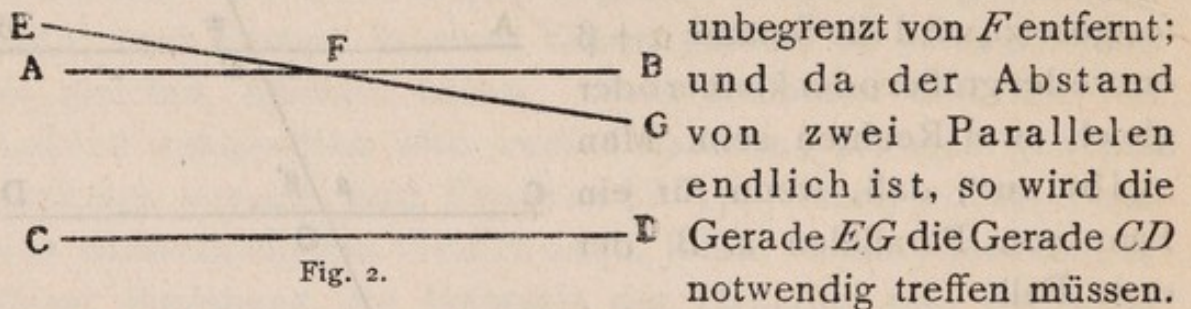 E
F
A
B
G
C
D
Fig. 2.
unbegrenzt von F entfernt;
und da der Abstand
von zwei Parallelen
endlich ist, so wird die
Gerade EG die Gerade CD
notwendig treffen müssen.